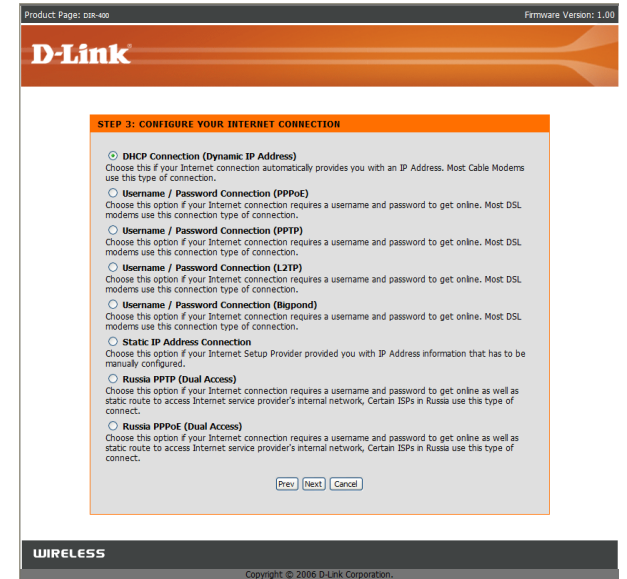 Product Page: DIR-400 Firmware Version: 1.00
D-Link
STEP 3: CONFIGURE YOUR INTERNET CONNECTION
DHCP Connection (Dynamic IP Address)
Choose this if your Internet connection automatically provides you with an IP Address. Most Cable Modems
use this type of connection.
Username / Password Connection (PPPoE)
Choose this option if your Internet connection requires a username and password to get online. Most DSL
modems use this connection type of connection.
Username / Password Connection (PPTP)
Choose this option if your Internet connection requires a username and password to get online. Most DSL
modems use this connection type of connection.
Username / Password Connection (L2TP)
Choose this option if your Internet connection requires a username and password to get online. Most DSL
modems use this connection type of connection.
Username / Password Connection (Bigpond)
Choose this option if your Internet connection requires a username and password to get online. Most DSL
modems use this connection type of connection.
Static IP Address Connection
Choose this option if your Internet Setup Provider provided you with IP Address information that has to be
manually configured.
Russia PPTP (Dual Access)
Choose this option if your Internet connection requires a username and password to get online as well as
static route to access Internet service provider's internal network, Certain ISPs in Russia use this type of
connect.
Russia PPPoE (Dual Access)
Choose this option if your Internet connection requires a username and password to get online as well as
static route to access Internet service provider's internal network, Certain ISPs in Russia use this type of
connect.
Prev Next Cancel
WIRELESS
Copyright © 2006 D-Link Corporation.